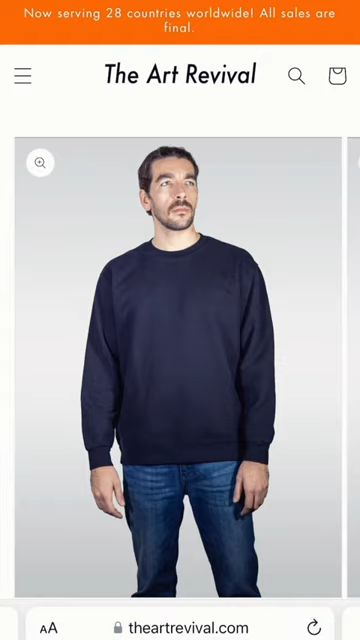 Now serving 28 countries worldwide! All sales are
final.
The Art Revival
AA
theartrevival.com